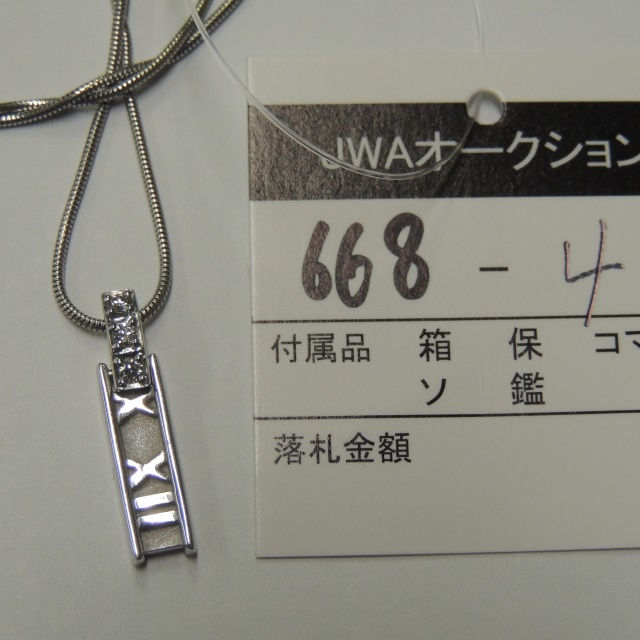 JWAオークション
668 - 4
付属品 箱 保 コマ
ソ 鑑
落札金額
X
X
II